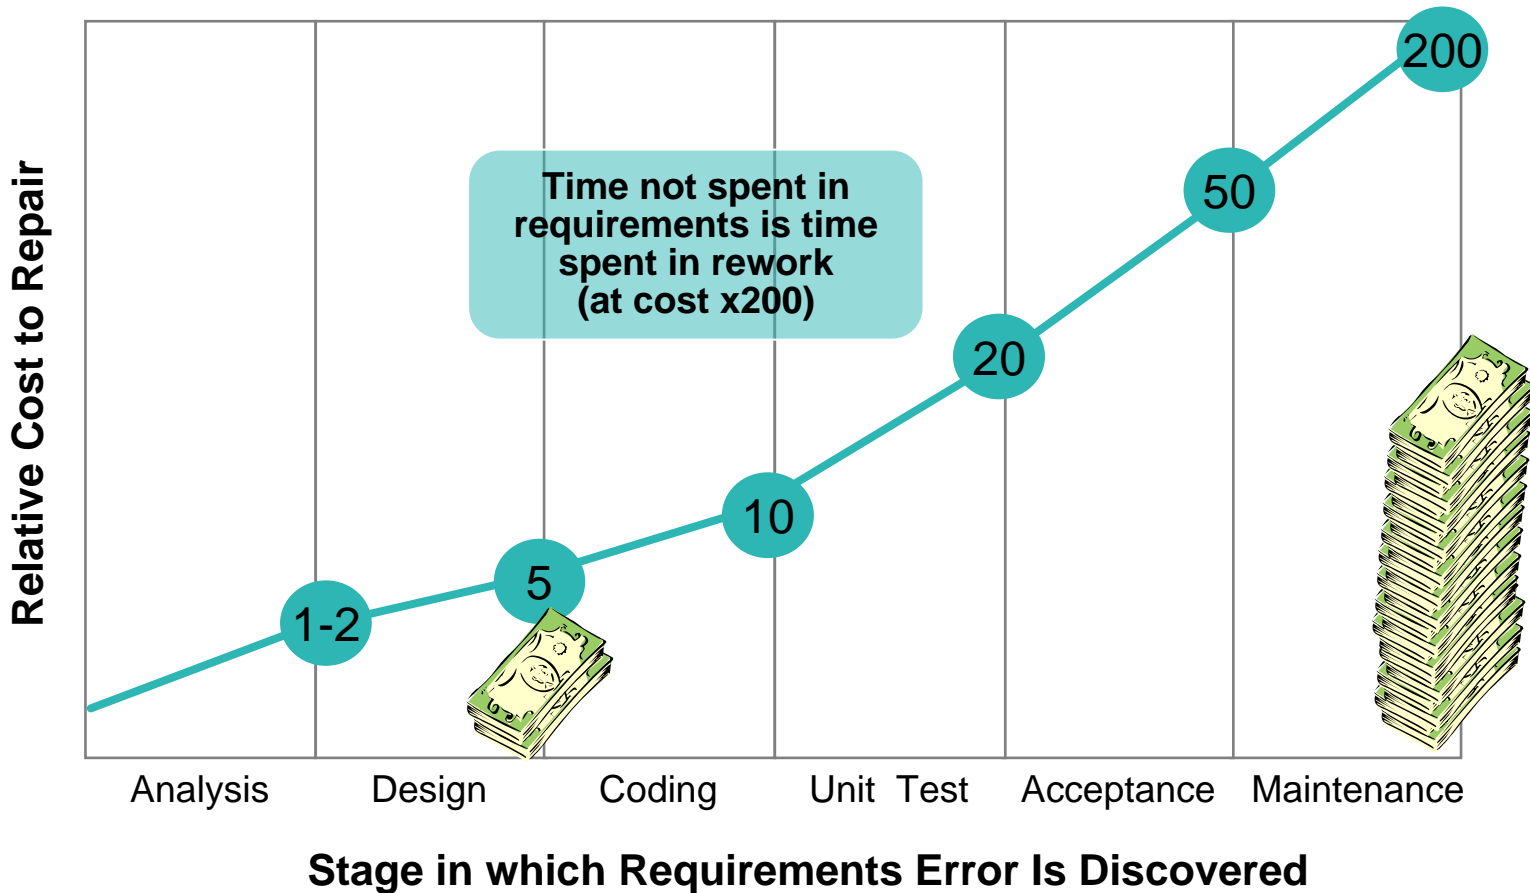 200
Time not spent in
requirements is time
spent in rework
(at cost x200)
50
20
10
5
1-2
Relative Cost to Repair
Analysis Design Coding Unit Test Acceptance Maintenance
Stage in which Requirements Error Is Discovered